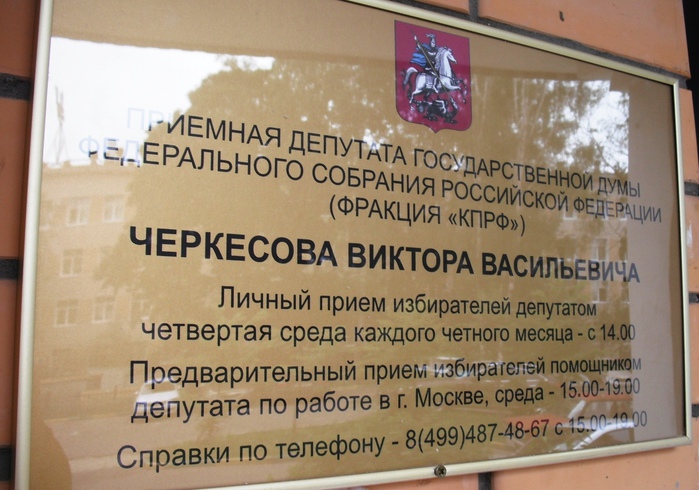 ПРИЕМНАЯ ДЕПУТАТА ГОСУДАРСТВЕННОЙ ДУМЫ
ФЕДЕРАЛЬНОГО СОБРАНИЯ РОССИЙСКОЙ ФЕДЕРАЦИИ
(ФРАКЦИЯ «КПРФ»)
ЧЕРКЕСОВА ВИКТОРА ВАСИЛЬЕВИЧА
Личный прием избирателей депутатом
четвертая среда каждого четного месяца - с 14.00
Предварительный прием избирателей помощником
депутата по работе в г. Москве, среда - 15.00-19.00
Справки по телефону - 8(499)487-48-67 с 15.00-19.00